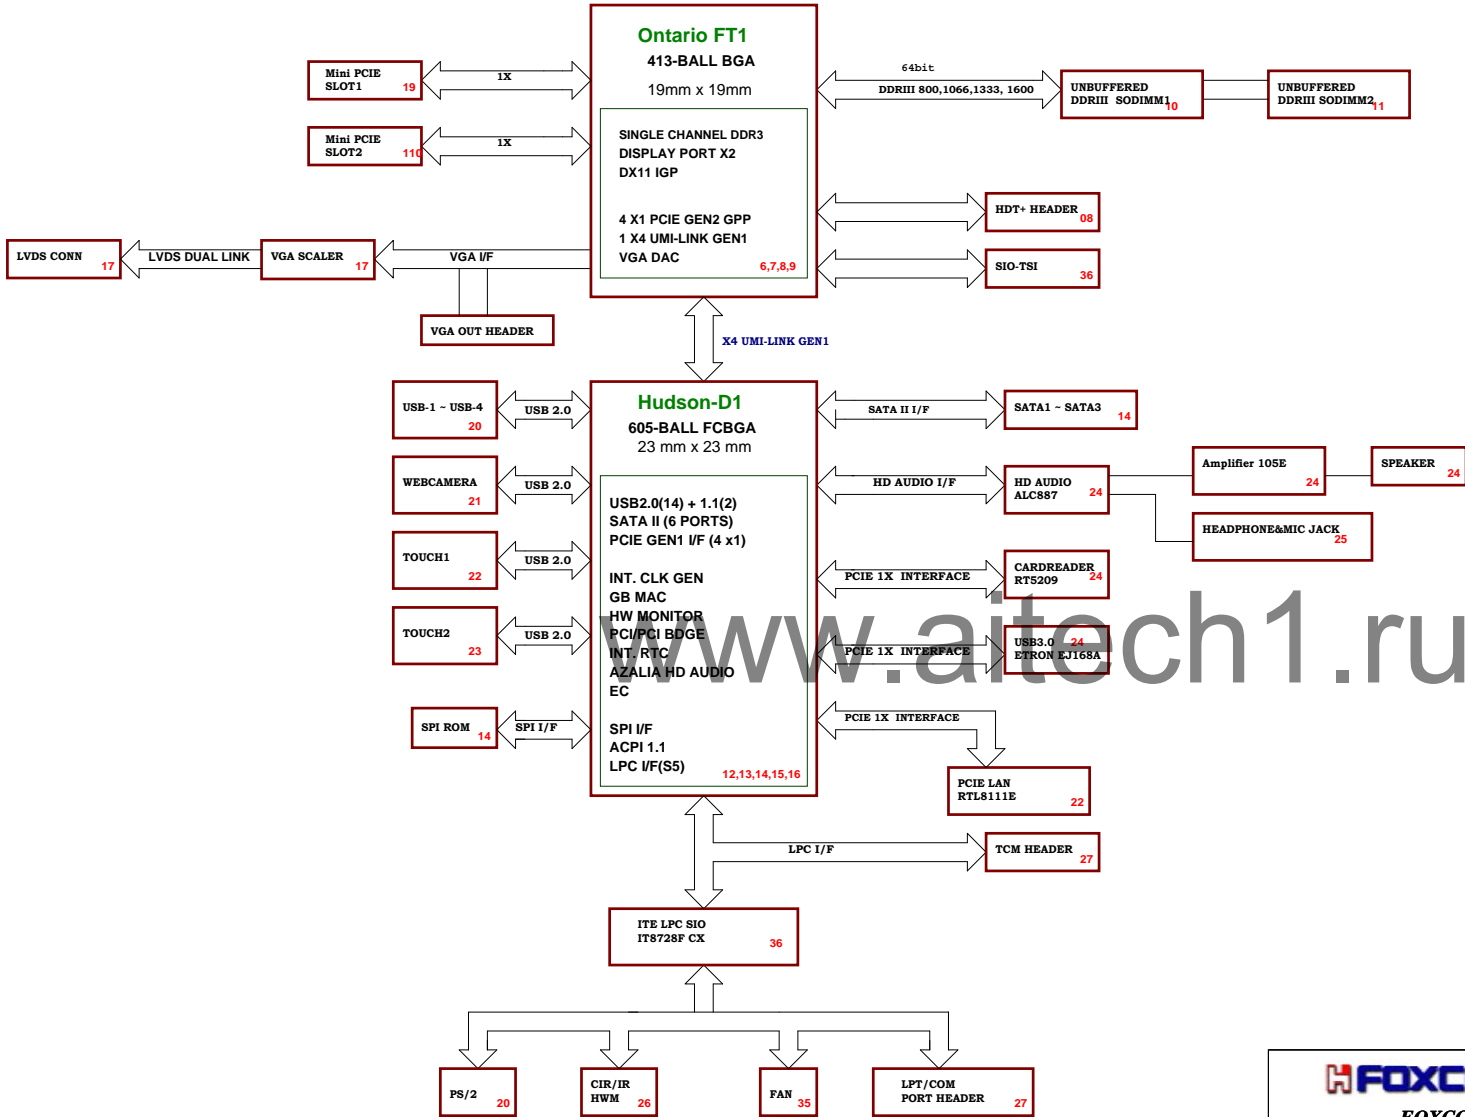 Ontario FT1
413-BALL BGA
19mm x 19mm
SINGLE CHANNEL DDR3
DISPLAY PORT X2
DX11 IGP
4 X1 PCIE GEN2 GPP
1 X4 UMI-LINK GEN1
VGA DAC
6,7,8,9
Mini PCIE
SLOT1
19
1X
Mini PCIE
SLOT2
110
1X
64bit
DDRIII 800,1066,1333, 1600
UNBUFFERED
DDRIII SODIMM1
10
UNBUFFERED
DDRIII SODIMM2
11
HDT+ HEADER
08
SIO-TSI
36
LVDS CONN
17
LVDS DUAL LINK
VGA SCALER
17
VGA I/F
VGA OUT HEADER
X4 UMI-LINK GEN1
Hudson-D1
605-BALL FCBGA
23 mm x 23 mm
USB2.0(14) + 1.1(2)
SATA II (6 PORTS)
PCIE GEN1 I/F (4 x1)
INT. CLK GEN
GB MAC
HW MONITOR
PCI/PCI BDGE
INT. RTC
AZALIA HD AUDIO
EC
SPI I/F
ACPI 1.1
LPC I/F(S5)
12,13,14,15,16
USB-1 ~ USB-4
20
USB 2.0
WEBCAMERA
21
USB 2.0
TOUCH1
22
USB 2.0
TOUCH2
23
USB 2.0
SPI ROM
14
SPI I/F
SATA II I/F
SATA1 ~ SATA3
14
HD AUDIO I/F
HD AUDIO
ALC887
24
Amplifier 105E
24
SPEAKER
24
HEADPHONE&MIC JACK
25
PCIE 1X INTERFACE
CARDREADER
RT5209
24
PCIE 1X INTERFACE
USB3.0
24
ETRON EJ168A
www.aitech1.ru
PCIE 1X INTERFACE
PCIE LAN
RTL8111E
22
LPC I/F
TCM HEADER
27
ITE LPC SIO
IT8728F CX
36
PS/2
20
CIR/IR
HWM
26
FAN
35
LPT/COM
PORT HEADER
27
FOXC